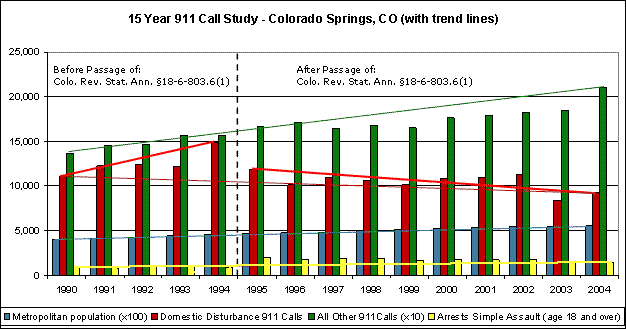 15 Year 911 Call Study - Colorado Springs, CO (with trend lines)
Before Passage of:
Colo. Rev. Stat. Ann. §18-6-803.6(1)
After Passage of:
Colo. Rev. Stat. Ann. §18-6-803.6(1)
25,000
20,000
15,000
10,000
5,000
0
1990 1991 1992 1993 1994 1995 1996 1997 1998 1999 2000 2001 2002 2003 2004
Metropolitan population (x100) Domestic Disturbance 911 Calls All Other 911Calls (x10) Arrests Simple Assault (age 18 and over)